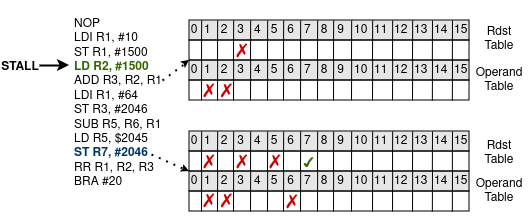 NOP
LDI R1, #10
ST R1, #1500
STALL LD R2, #1500
ADD R3, R2, R1
LDI R1, #64
ST R3, #2046
SUB R5, R6, R1
LD R5, $2045
ST R7, #2046
RR R1, R2, R3
BRA #20
0 1 2 3 4 5 6 7 8 9 10 11 12 13 14 15
Rdst
Table
✗
0 1 2 3 4 5 6 7 8 9 10 11 12 13 14 15
Operand
Table
✗ ✗
0 1 2 3 4 5 6 7 8 9 10 11 12 13 14 15
Rdst
Table
✗ ✗ ✗ ✓
0 1 2 3 4 5 6 7 8 9 10 11 12 13 14 15
Operand
Table
✗ ✗ ✗